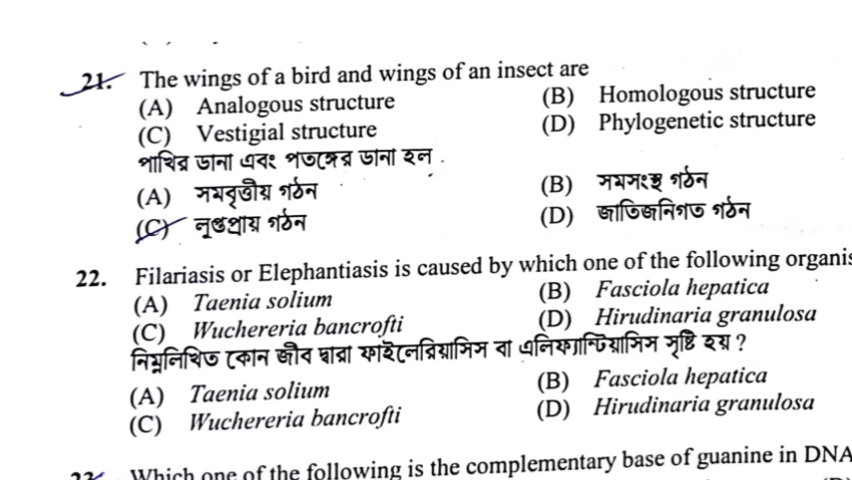 21. The wings of a bird and wings of an insect are
(A) Analogous structure (B) Homologous structure
(C) Vestigial structure (D) Phylogenetic structure
পাখির ডানা এবং পতঙ্গের ডানা হল .
(A) সমবৃত্তীয় গঠন (B) সমসংস্থ গঠন
(C) লুপ্তপ্রায় গঠন (D) জাতিজনিগত গঠন
22. Filariasis or Elephantiasis is caused by which one of the following
(A) Taenia solium (B) Fasciola hepatica
(C) Wuchereria bancrofti (D) Hirudinaria granulosa
নিম্নলিখিত কোন জীব দ্বারা ফাইলেরিয়াসিস বা এলিফ্যান্টিয়াসিস সৃষ্টি হয় ?
(A) Taenia solium (B) Fasciola hepatica
(C) Wuchereria bancrofti (D) Hirudinaria granulosa
Which one of the following is the complementary base of guanine in DNA